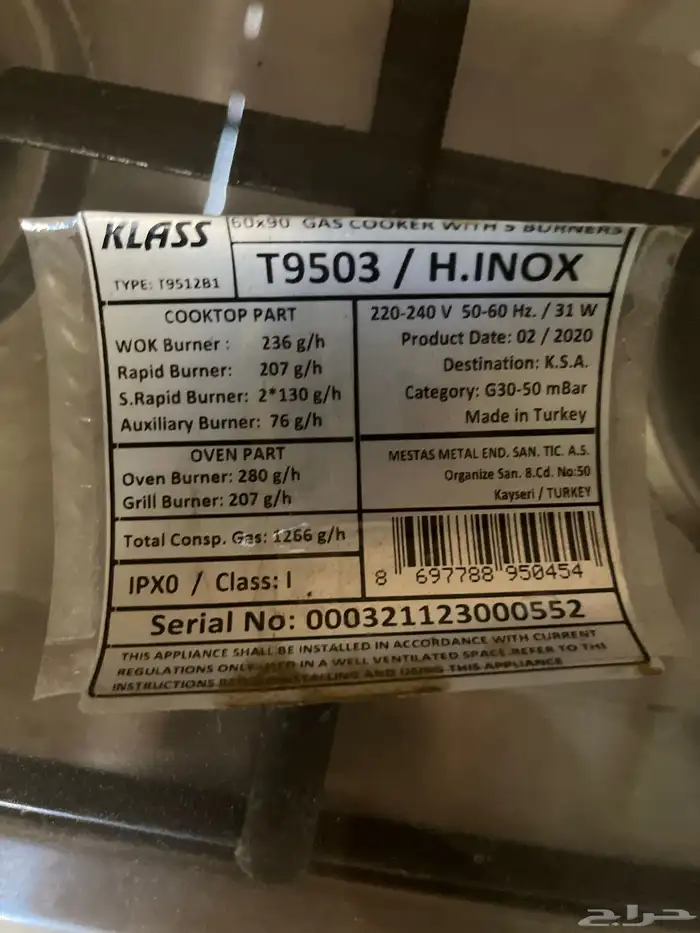 KLASS
60x90 GAS COOKER WITH 5 BURNERS
TYPE: T9512B1
T9503 / H.INOX
COOKTOP PART
WOK Burner : 236 g/h
Rapid Burner: 207 g/h
S.Rapid Burner: 2*130 g/h
Auxiliary Burner: 76 g/h
OVEN PART
Oven Burner: 280 g/h
Grill Burner: 207 g/h
Total Consp. Gas: 1266 g/h
IPX0 / Class: I
220-240 V 50-60 Hz. / 31 W
Product Date: 02 / 2020
Destination: K.S.A.
Category: G30-50 mBar
Made in Turkey
MESTAS METAL END. SAN. TIC. A.S.
Organize San. 8.Cd. No:50
Kayseri / TURKEY
8 697788 950454
Serial No: 000321123000552
THIS APPLIANCE SHALL BE INSTALLED IN ACCORDANCE WITH CURRENT
REGULATIONS ONLY USED IN A WELL VENTILATED SPACE.REFER TO THE
INSTRUCTIONS BEFORE INSTALLING AND USING THIS APPLIANCE
حراج